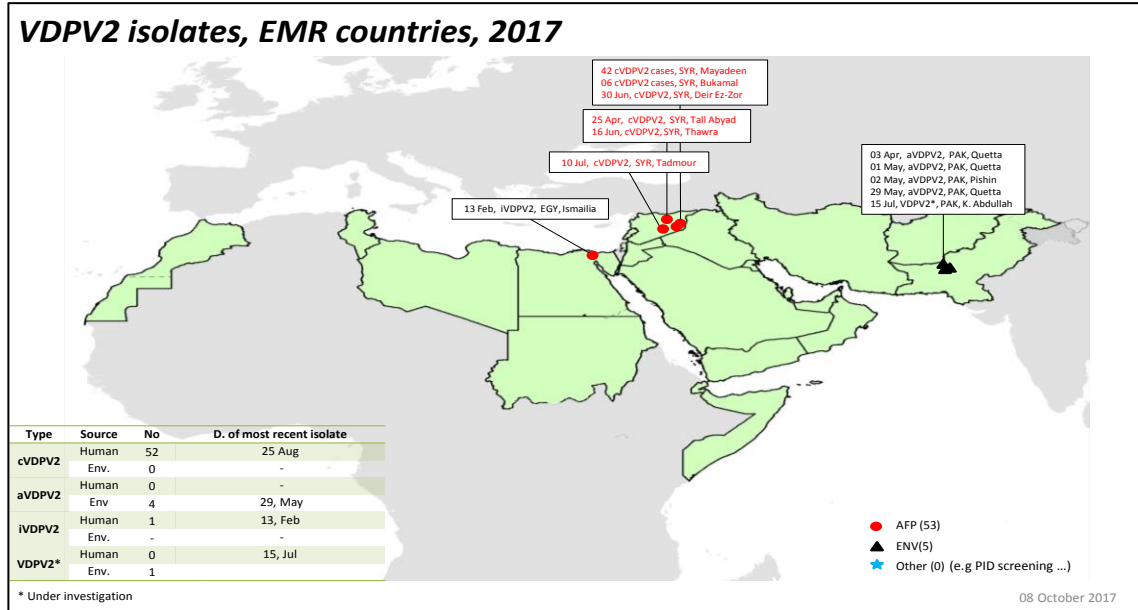 VDPV2 isolates, EMR countries, 2017
42 cVDPV2 cases, SYR, Mayadeen
06 cVDPV2 cases, SYR, Bukamal
30 Jun, cVDPV2, SYR, Deir Ez-Zor
25 Apr, cVDPV2, SYR, Tall Abyad
16 Jun, cVDPV2, SYR, Thawra
10 Jul, cVDPV2, SYR, Tadmour
13 Feb, iVDPV2, EGY, Ismailia
03 Apr, aVDPV2, PAK, Quetta
01 May, aVDPV2, PAK, Quetta
02 May, aVDPV2, PAK, Pishin
29 May, aVDPV2, PAK, Quetta
15 Jul, VDPV2*, PAK, K. Abdullah
Type Source No D. of most recent isolate
cVDPV2 Human 52 25 Aug
Env. 0 -
aVDPV2 Human 0 -
Env 4 29, May
iVDPV2 Human 1 13, Feb
Env. - -
VDPV2* Human 0 15, Jul
Env. 1
AFP (53)
ENV(5)
Other (0) (e.g PID screening ...)
* Under investigation
08 October 2017